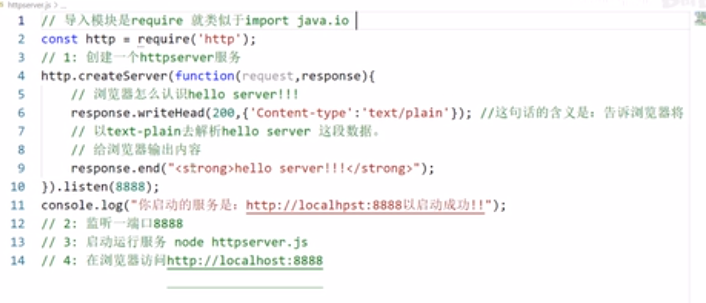 httpserver.js > ...
1 // 导入模块是require 就类似于import java.io
2 const http = require('http');
3 // 1: 创建一个httpserver服务
4 http.createServer(function(request,response){
5 // 浏览器怎么认识hello server!!!
6 response.writeHead(200,{'Content-type':'text/plain'}); //这句话的含义是：告诉浏览器将
7 // 以text-plain去解析hello server 这段数据。
8 // 给浏览器输出内容
9 response.end("<strong>hello server!!!</strong>");
10 }).listen(8888);
11 console.log("你启动的服务是：http://localhpst:8888以启动成功!!");
12 // 2: 监听一端口8888
13 // 3: 启动运行服务 node httpserver.js
14 // 4: 在浏览器访问http://localhost:8888